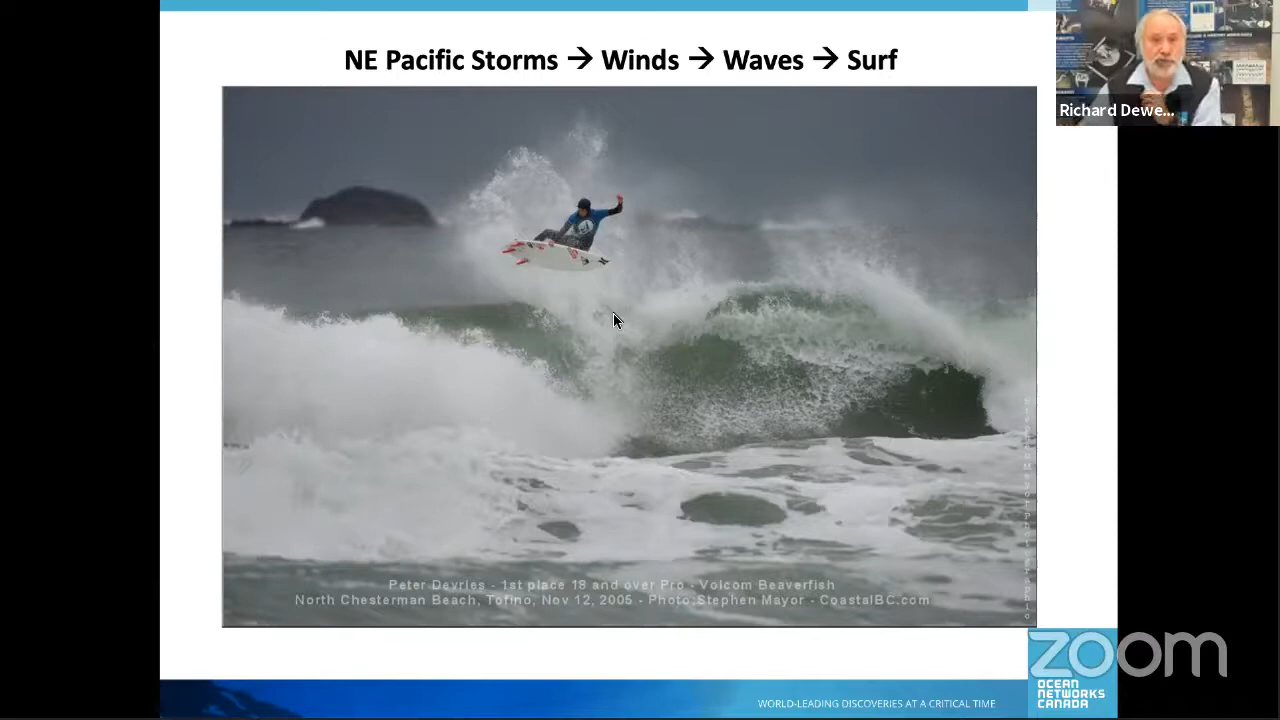 NE Pacific Storms → Winds → Waves → Surf
Richard Dewe...
Peter Devries - 1st place 18 and over Pro - Volcom Beaverfish
North Chesterman Beach, Tofino, Nov 12, 2005 - Photo:Stephen Mayor - CoastalBC.com
zoom
OCEAN
NETWORKS
CANADA
WORLD-LEADING DISCOVERIES AT A CRITICAL TIME